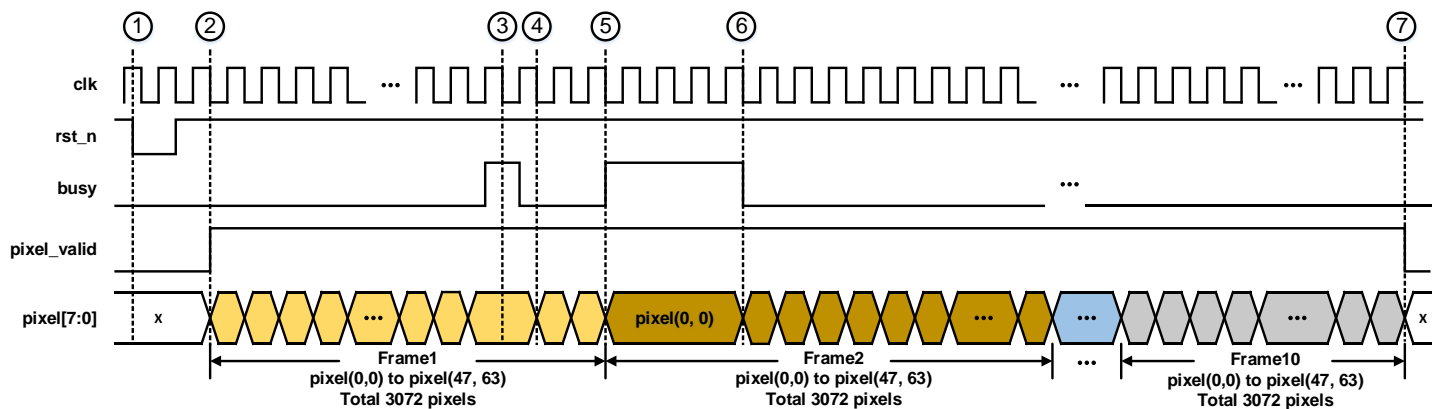 1 2 3 4 5 6 7
clk ... ... ...
rst_n
busy ...
pixel_valid
pixel[7:0] x ... pixel(0, 0) ... ... ... x
Frame1 Frame2 ... Frame10
pixel(0,0) to pixel(47, 63) pixel(0,0) to pixel(47, 63) pixel(0,0) to pixel(47, 63)
Total 3072 pixels Total 3072 pixels Total 3072 pixels